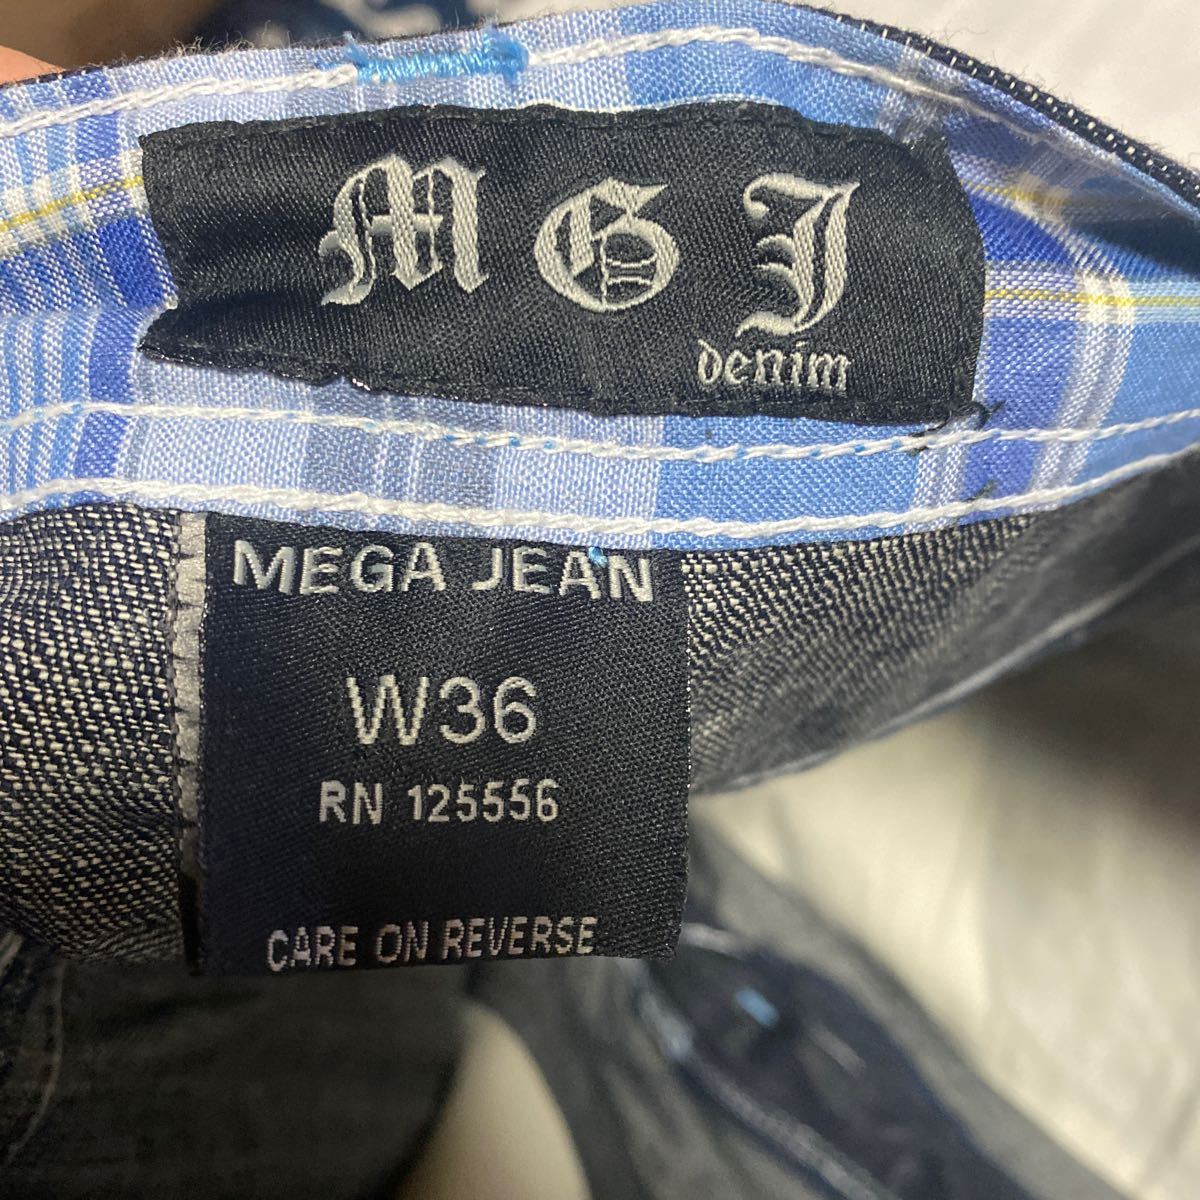 MGJ
denim
MEGA JEAN
W36
RN 125556
CARE ON REVERSE